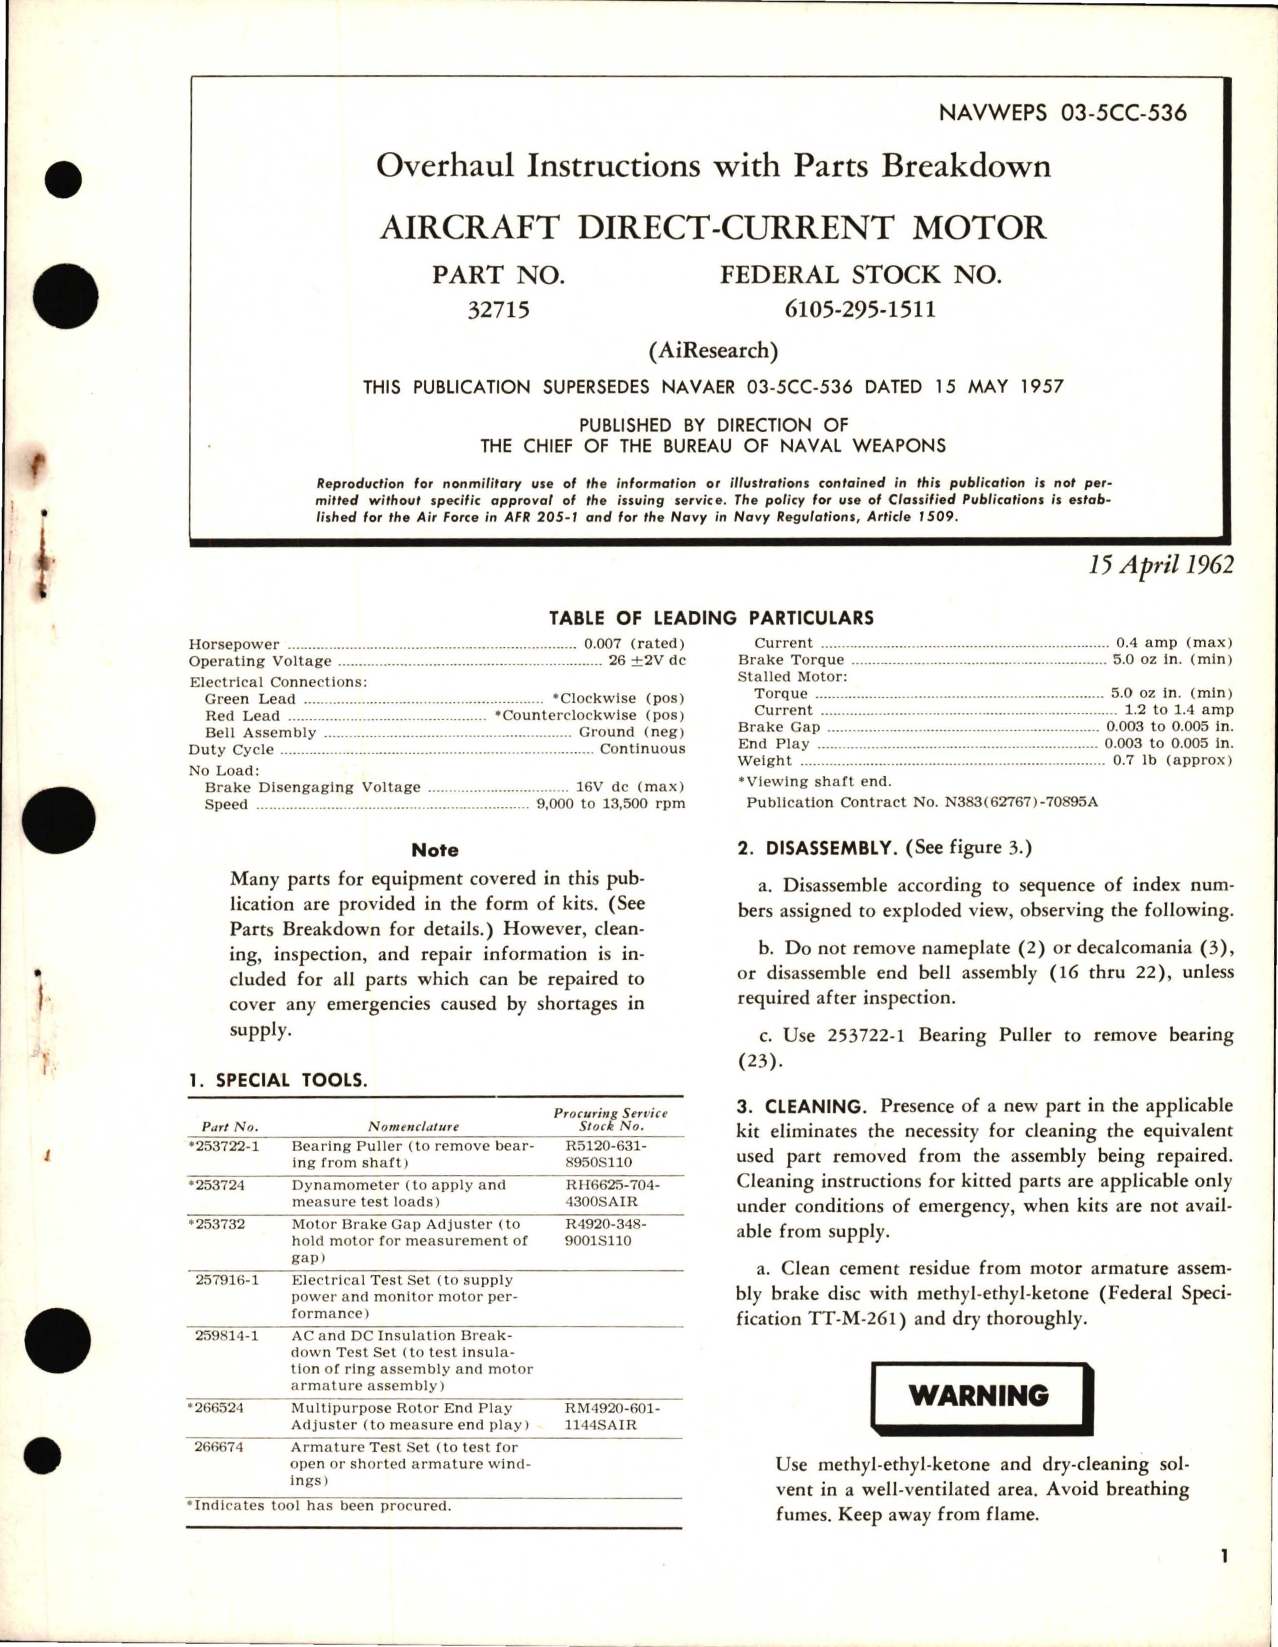 NAVWEPS 03-5CC-536
Overhaul Instructions with Parts Breakdown
AIRCRAFT DIRECT-CURRENT MOTOR
PART NO. FEDERAL STOCK NO.
32715 6105-295-1511
(AiResearch)
THIS PUBLICATION SUPERSEDES NAVAER 03-5CC-536 DATED 15 MAY 1957
PUBLISHED BY DIRECTION OF
THE CHIEF OF THE BUREAU OF NAVAL WEAPONS
Reproduction for nonmilitary use of the information or illustrations contained in this publication is not per-
mitted without specific approval of the issuing service. The policy for use of Classified Publications is estab-
lished for the Air Force in AFR 205-1 and for the Navy in Navy Regulations, Article 1509.
15 April 1962
TABLE OF LEADING PARTICULARS
Horsepower ........ 0.007 (rated)
Operating Voltage ........ 26 ±2V dc
Electrical Connections:
Green Lead ........ *Clockwise (pos)
Red Lead ........ *Counterclockwise (pos)
Bell Assembly ........ Ground (neg)
Duty Cycle ........ Continuous
No Load:
Brake Disengaging Voltage ........ 16V dc (max)
Speed ........ 9,000 to 13,500 rpm
Current ........ 0.4 amp (max)
Brake Torque ........ 5.0 oz in. (min)
Stalled Motor:
Torque ........ 5.0 oz in. (min)
Current ........ 1.2 to 1.4 amp
Brake Gap ........ 0.003 to 0.005 in.
End Play ........ 0.003 to 0.005 in.
Weight ........ 0.7 lb (approx)
*Viewing shaft end.
Publication Contract No. N383(62767)-70895A
Note
Many parts for equipment covered in this pub-
lication are provided in the form of kits. (See
Parts Breakdown for details.) However, clean-
ing, inspection, and repair information is in-
cluded for all parts which can be repaired to
cover any emergencies caused by shortages in
supply.
1. SPECIAL TOOLS.
Part No. Nomenclature Procuring Service
Stock No.
*253722-1 Bearing Puller (to remove bear- R5120-631-
ing from shaft) 8950S110
*253724 Dynamometer (to apply and RH6625-704-
measure test loads) 4300SAIR
*253732 Motor Brake Gap Adjuster (to R4920-348-
hold motor for measurement of 9001S110
gap)
257916-1 Electrical Test Set (to supply
power and monitor motor per-
formance)
259814-1 AC and DC Insulation Break-
down Test Set (to test insula-
tion of ring assembly and motor
armature assembly)
*266524 Multipurpose Rotor End Play RM4920-601-
Adjuster (to measure end play) 1144SAIR
266674 Armature Test Set (to test for
open or shorted armature wind-
ings)
*Indicates tool has been procured.
2. DISASSEMBLY. (See figure 3.)
a. Disassemble according to sequence of index num-
bers assigned to exploded view, observing the following.
b. Do not remove nameplate (2) or decalcomania (3),
or disassemble end bell assembly (16 thru 22), unless
required after inspection.
c. Use 253722-1 Bearing Puller to remove bearing
(23).
3. CLEANING. Presence of a new part in the applicable
kit eliminates the necessity for cleaning the equivalent
used part removed from the assembly being repaired.
Cleaning instructions for kitted parts are applicable only
under conditions of emergency, when kits are not avail-
able from supply.
a. Clean cement residue from motor armature assem-
bly brake disc with methyl-ethyl-ketone (Federal Speci-
fication TT-M-261) and dry thoroughly.
WARNING
Use methyl-ethyl-ketone and dry-cleaning sol-
vent in a well-ventilated area. Avoid breathing
fumes. Keep away from flame.
1